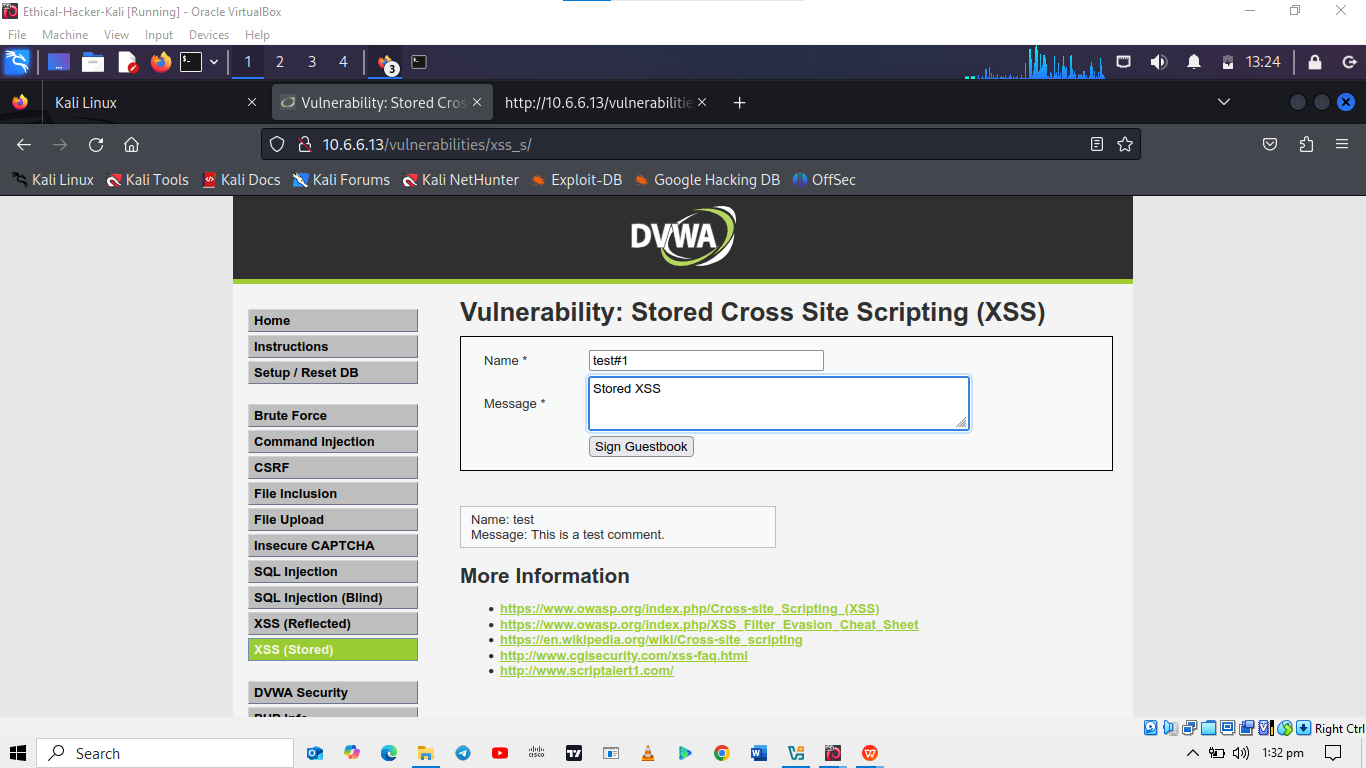 Ethical-Hacker-Kali [Running] - Oracle VirtualBox
File Machine View Input Devices Help
1 2 3 4 3 13:24
Kali Linux Vulnerability: Stored Cros http://10.6.6.13/vulnerabilitie
10.6.6.13/vulnerabilities/xss_s/
Kali Linux Kali Tools Kali Docs Kali Forums Kali NetHunter Exploit-DB Google Hacking DB OffSec
DVWA
Vulnerability: Stored Cross Site Scripting (XSS)
Home
Instructions
Setup / Reset DB
Brute Force
Command Injection
CSRF
File Inclusion
File Upload
Insecure CAPTCHA
SQL Injection
SQL Injection (Blind)
XSS (Reflected)
XSS (Stored)
DVWA Security
PHP Info
Name * test#1
Message * Stored XSS
Sign Guestbook
Name: test
Message: This is a test comment.
More Information
https://www.owasp.org/index.php/Cross-site_Scripting_(XSS)
https://www.owasp.org/index.php/XSS_Filter_Evasion_Cheat_Sheet
https://en.wikipedia.org/wiki/Cross-site_scripting
http://www.cgisecurity.com/xss-faq.html
http://www.scriptalert1.com/
Right Ctrl
Search 1:32 pm